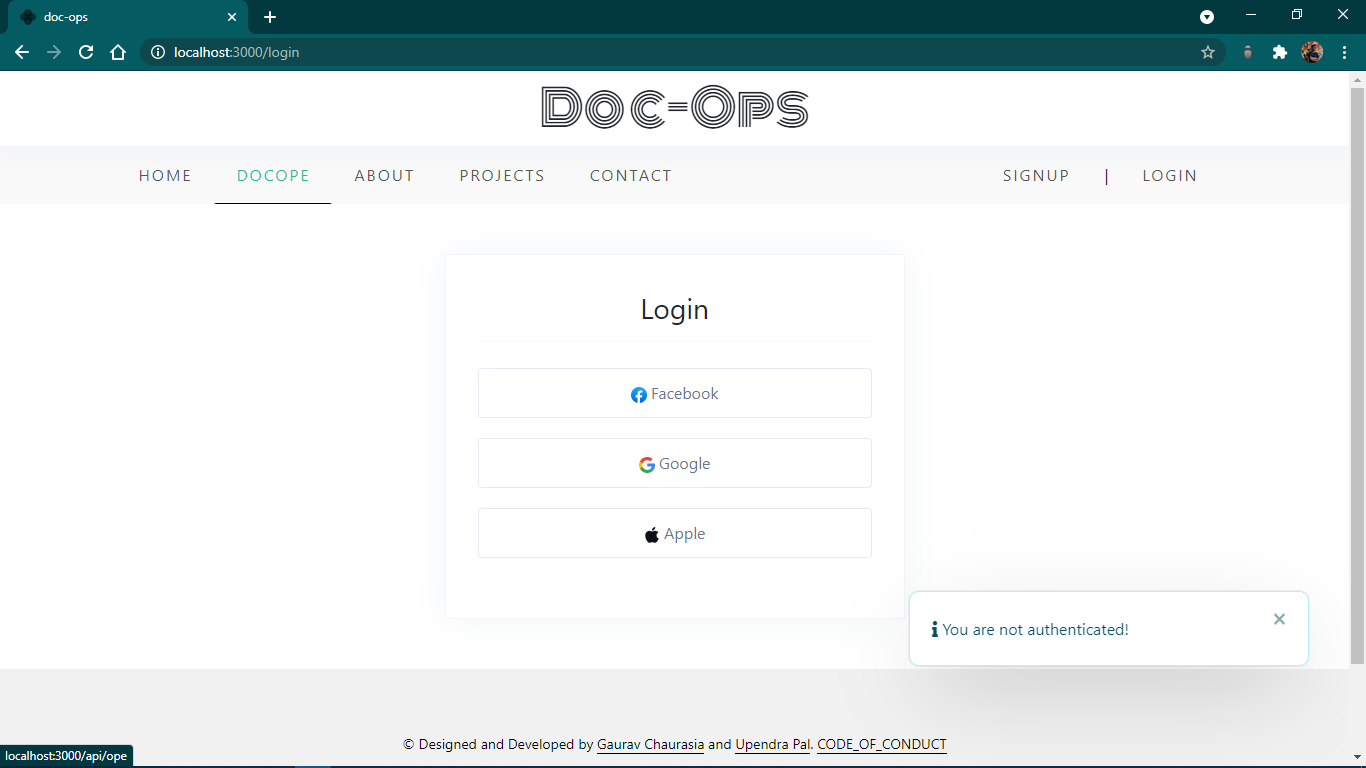 doc-ops
localhost:3000/login
Doc-Ops
HOME DOCOPE ABOUT PROJECTS CONTACT SIGNUP | LOGIN
Login
Facebook
Google
Apple
You are not authenticated!
© Designed and Developed by Gaurav Chaurasia and Upendra Pal. CODE_OF_CONDUCT
localhost:3000/api/ope